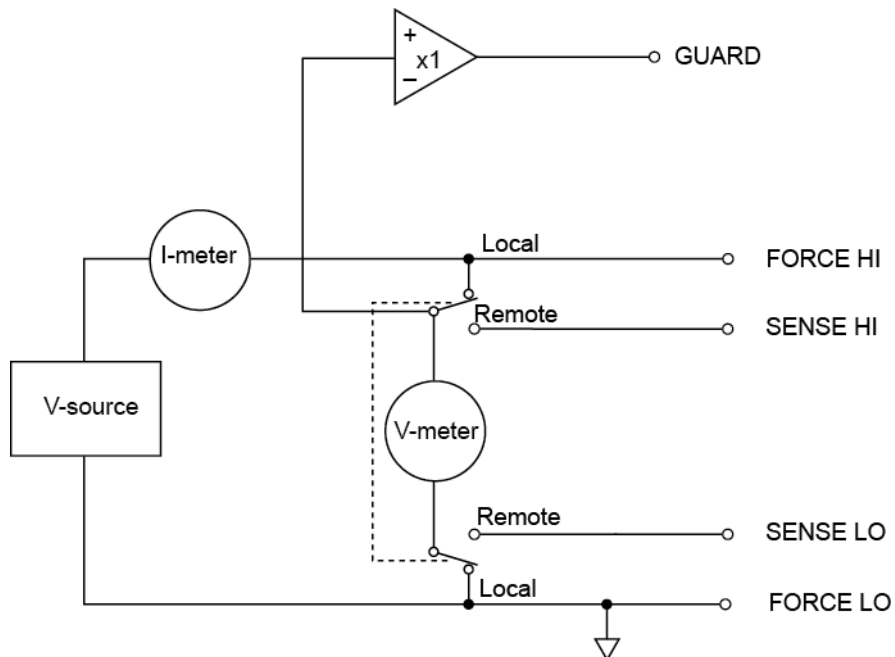 +
x1
−
GUARD
I-meter
Local
FORCE HI
Remote
SENSE HI
V-source
V-meter
Remote
SENSE LO
Local
FORCE LO